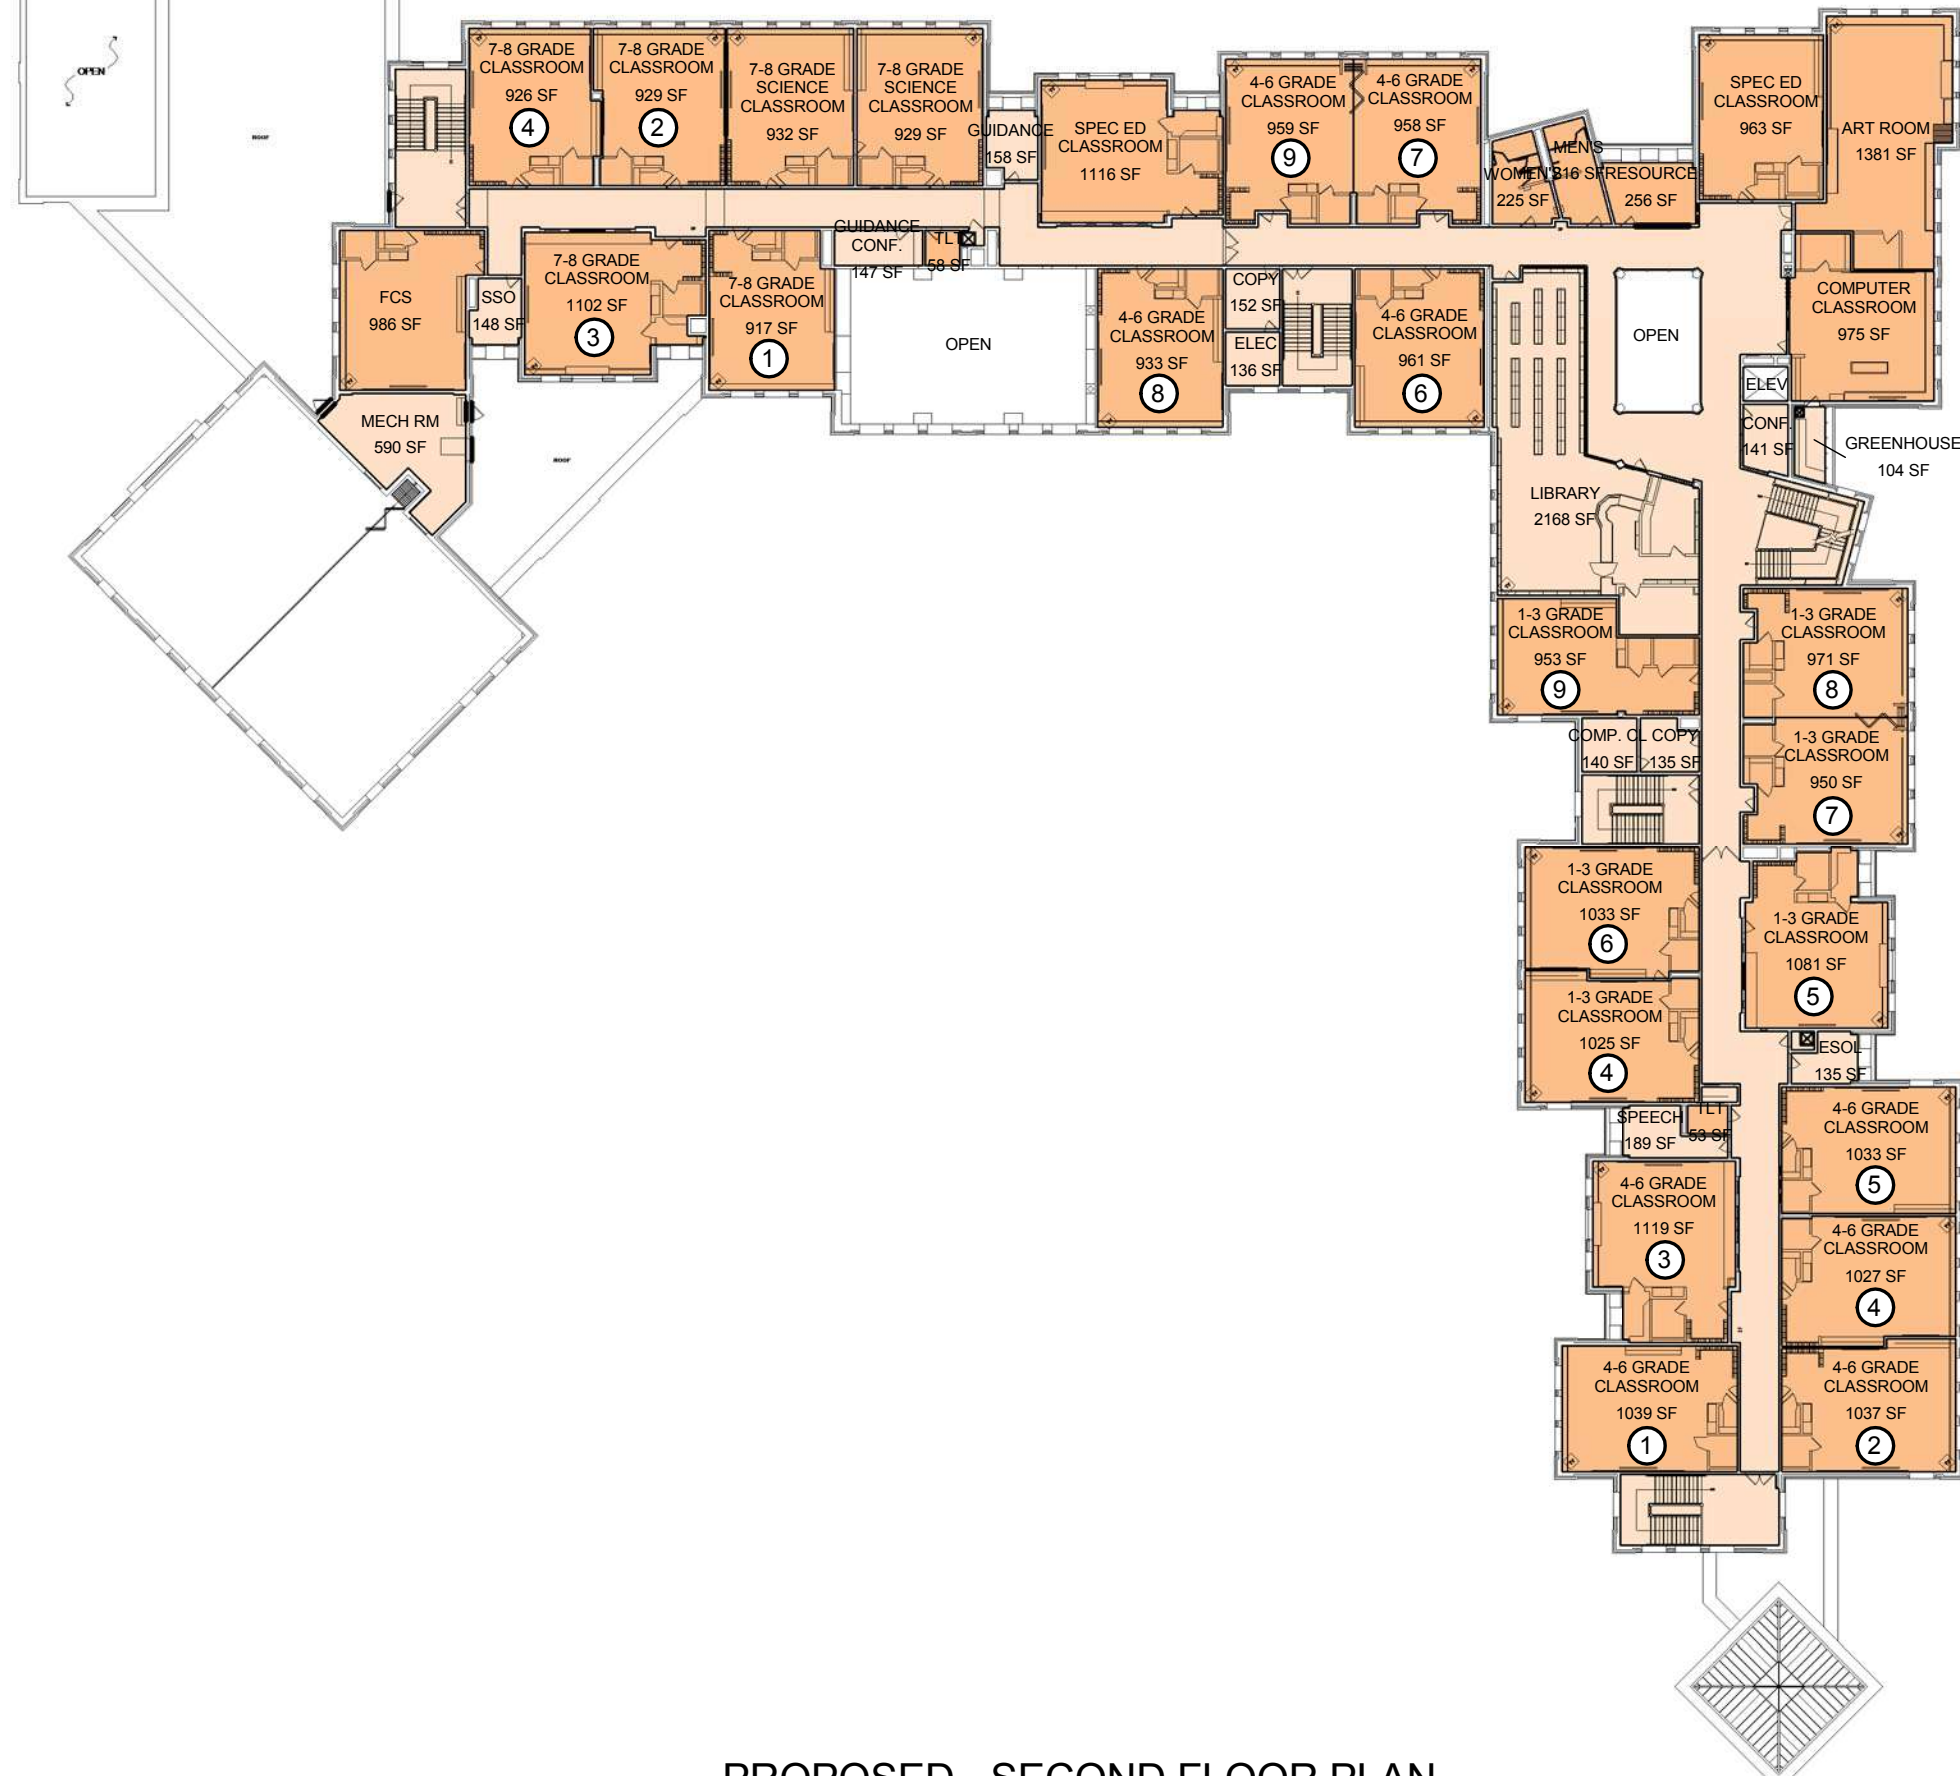 OPEN
ROOF
7-8 GRADE
CLASSROOM
926 SF
4
7-8 GRADE
CLASSROOM
929 SF
2
7-8 GRADE
SCIENCE
CLASSROOM
932 SF
7-8 GRADE
SCIENCE
CLASSROOM
929 SF
GUIDANCE
158 SF
SPEC ED
CLASSROOM
1116 SF
4-6 GRADE
CLASSROOM
959 SF
9
4-6 GRADE
CLASSROOM
958 SF
7
WOMEN'S
225 SF
MEN'S
216 SF
RESOURCE
256 SF
SPEC ED
CLASSROOM
963 SF
ART ROOM
1381 SF
FCS
986 SF
SSO
148 SF
7-8 GRADE
CLASSROOM
1102 SF
3
7-8 GRADE
CLASSROOM
917 SF
1
GUIDANCE
CONF.
147 SF
TLT
58 SF
OPEN
4-6 GRADE
CLASSROOM
933 SF
8
COPY
152 SF
ELEC
136 SF
4-6 GRADE
CLASSROOM
961 SF
6
OPEN
COMPUTER
CLASSROOM
975 SF
ELEV
CONF.
141 SF
GREENHOUSE
104 SF
MECH RM
590 SF
ROOF
LIBRARY
2168 SF
1-3 GRADE
CLASSROOM
953 SF
9
1-3 GRADE
CLASSROOM
971 SF
8
COMP. CL
140 SF
COPY
135 SF
1-3 GRADE
CLASSROOM
950 SF
7
1-3 GRADE
CLASSROOM
1033 SF
6
1-3 GRADE
CLASSROOM
1081 SF
5
1-3 GRADE
CLASSROOM
1025 SF
4
ESOL
135 SF
SPEECH
189 SF
TLT
53 SF
4-6 GRADE
CLASSROOM
1033 SF
5
4-6 GRADE
CLASSROOM
1119 SF
3
4-6 GRADE
CLASSROOM
1027 SF
4
4-6 GRADE
CLASSROOM
1039 SF
1
4-6 GRADE
CLASSROOM
1037 SF
2
PROPOSED - SECOND FLOOR PLAN